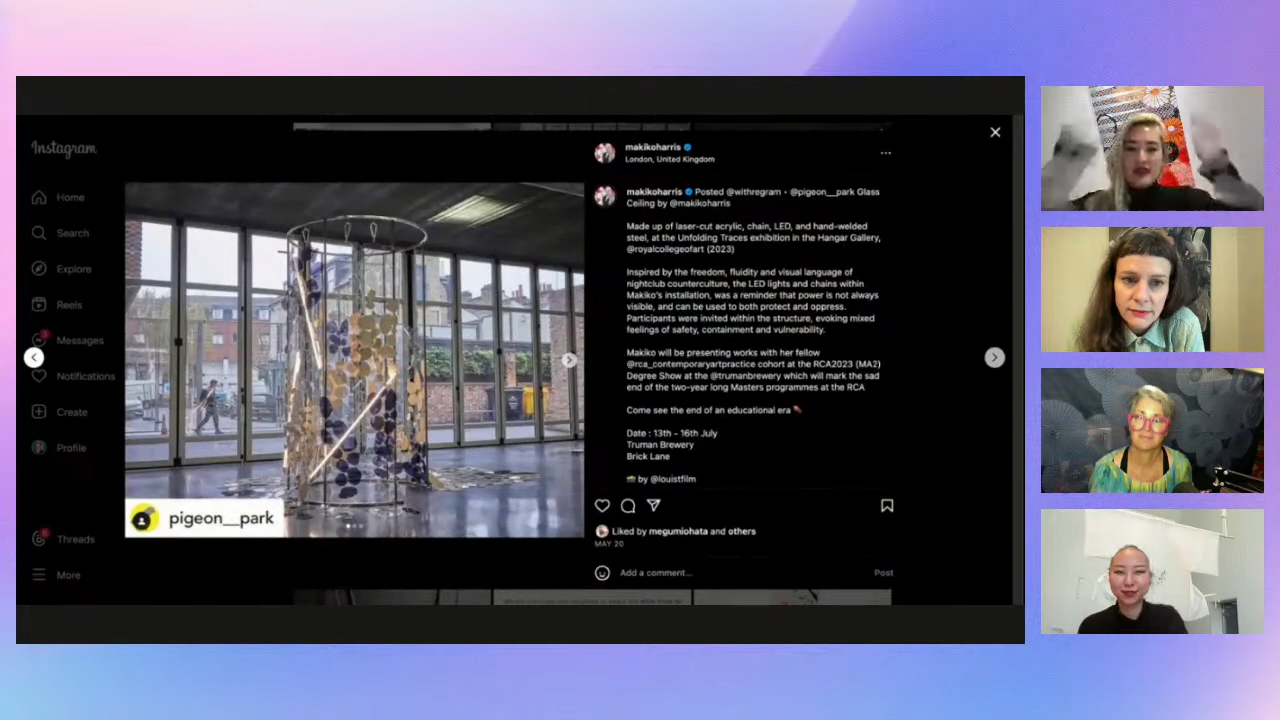 Instagram
Home
Search
Explore
Reels
Messages
Notifications
Create
Profile
Threads
More
pigeon__park
makikoharris
London, United Kingdom
makikoharris Posted @withregram • @pigeon__park Glass
Ceiling by @makikoharris
Made up of laser-cut acrylic, chain, LED, and hand-welded
steel, at the Unfolding Traces exhibition in the Hangar Gallery,
@royalcollegeofart (2023)
Inspired by the freedom, fluidity and visual language of
nightclub counterculture, the LED lights and chains within
Makiko's installation, was a reminder that power is not always
visible, and can be used to both protect and oppress.
Participants were invited within the structure, evoking mixed
feelings of safety, containment and vulnerability.
Makiko will be presenting works with her fellow
@rca_contemporaryartpractice cohort at the RCA2023 (MA2)
Degree Show at the @trumanbrewery which will mark the sad
end of the two-year long Masters programmes at the RCA
Come see the end of an educational era
Date : 13th - 16th July
Truman Brewery
Brick Lane
by @louistfilm
Liked by megumiohata and others
MAY 20
Add a comment...
Post